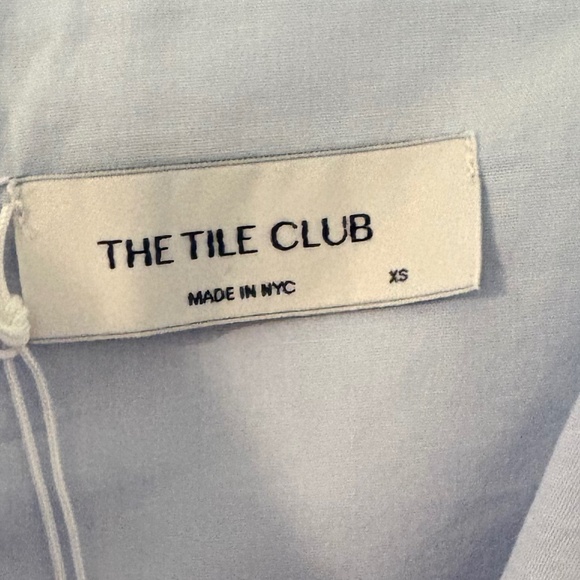 THE TILE CLUB
MADE IN NYC
XS